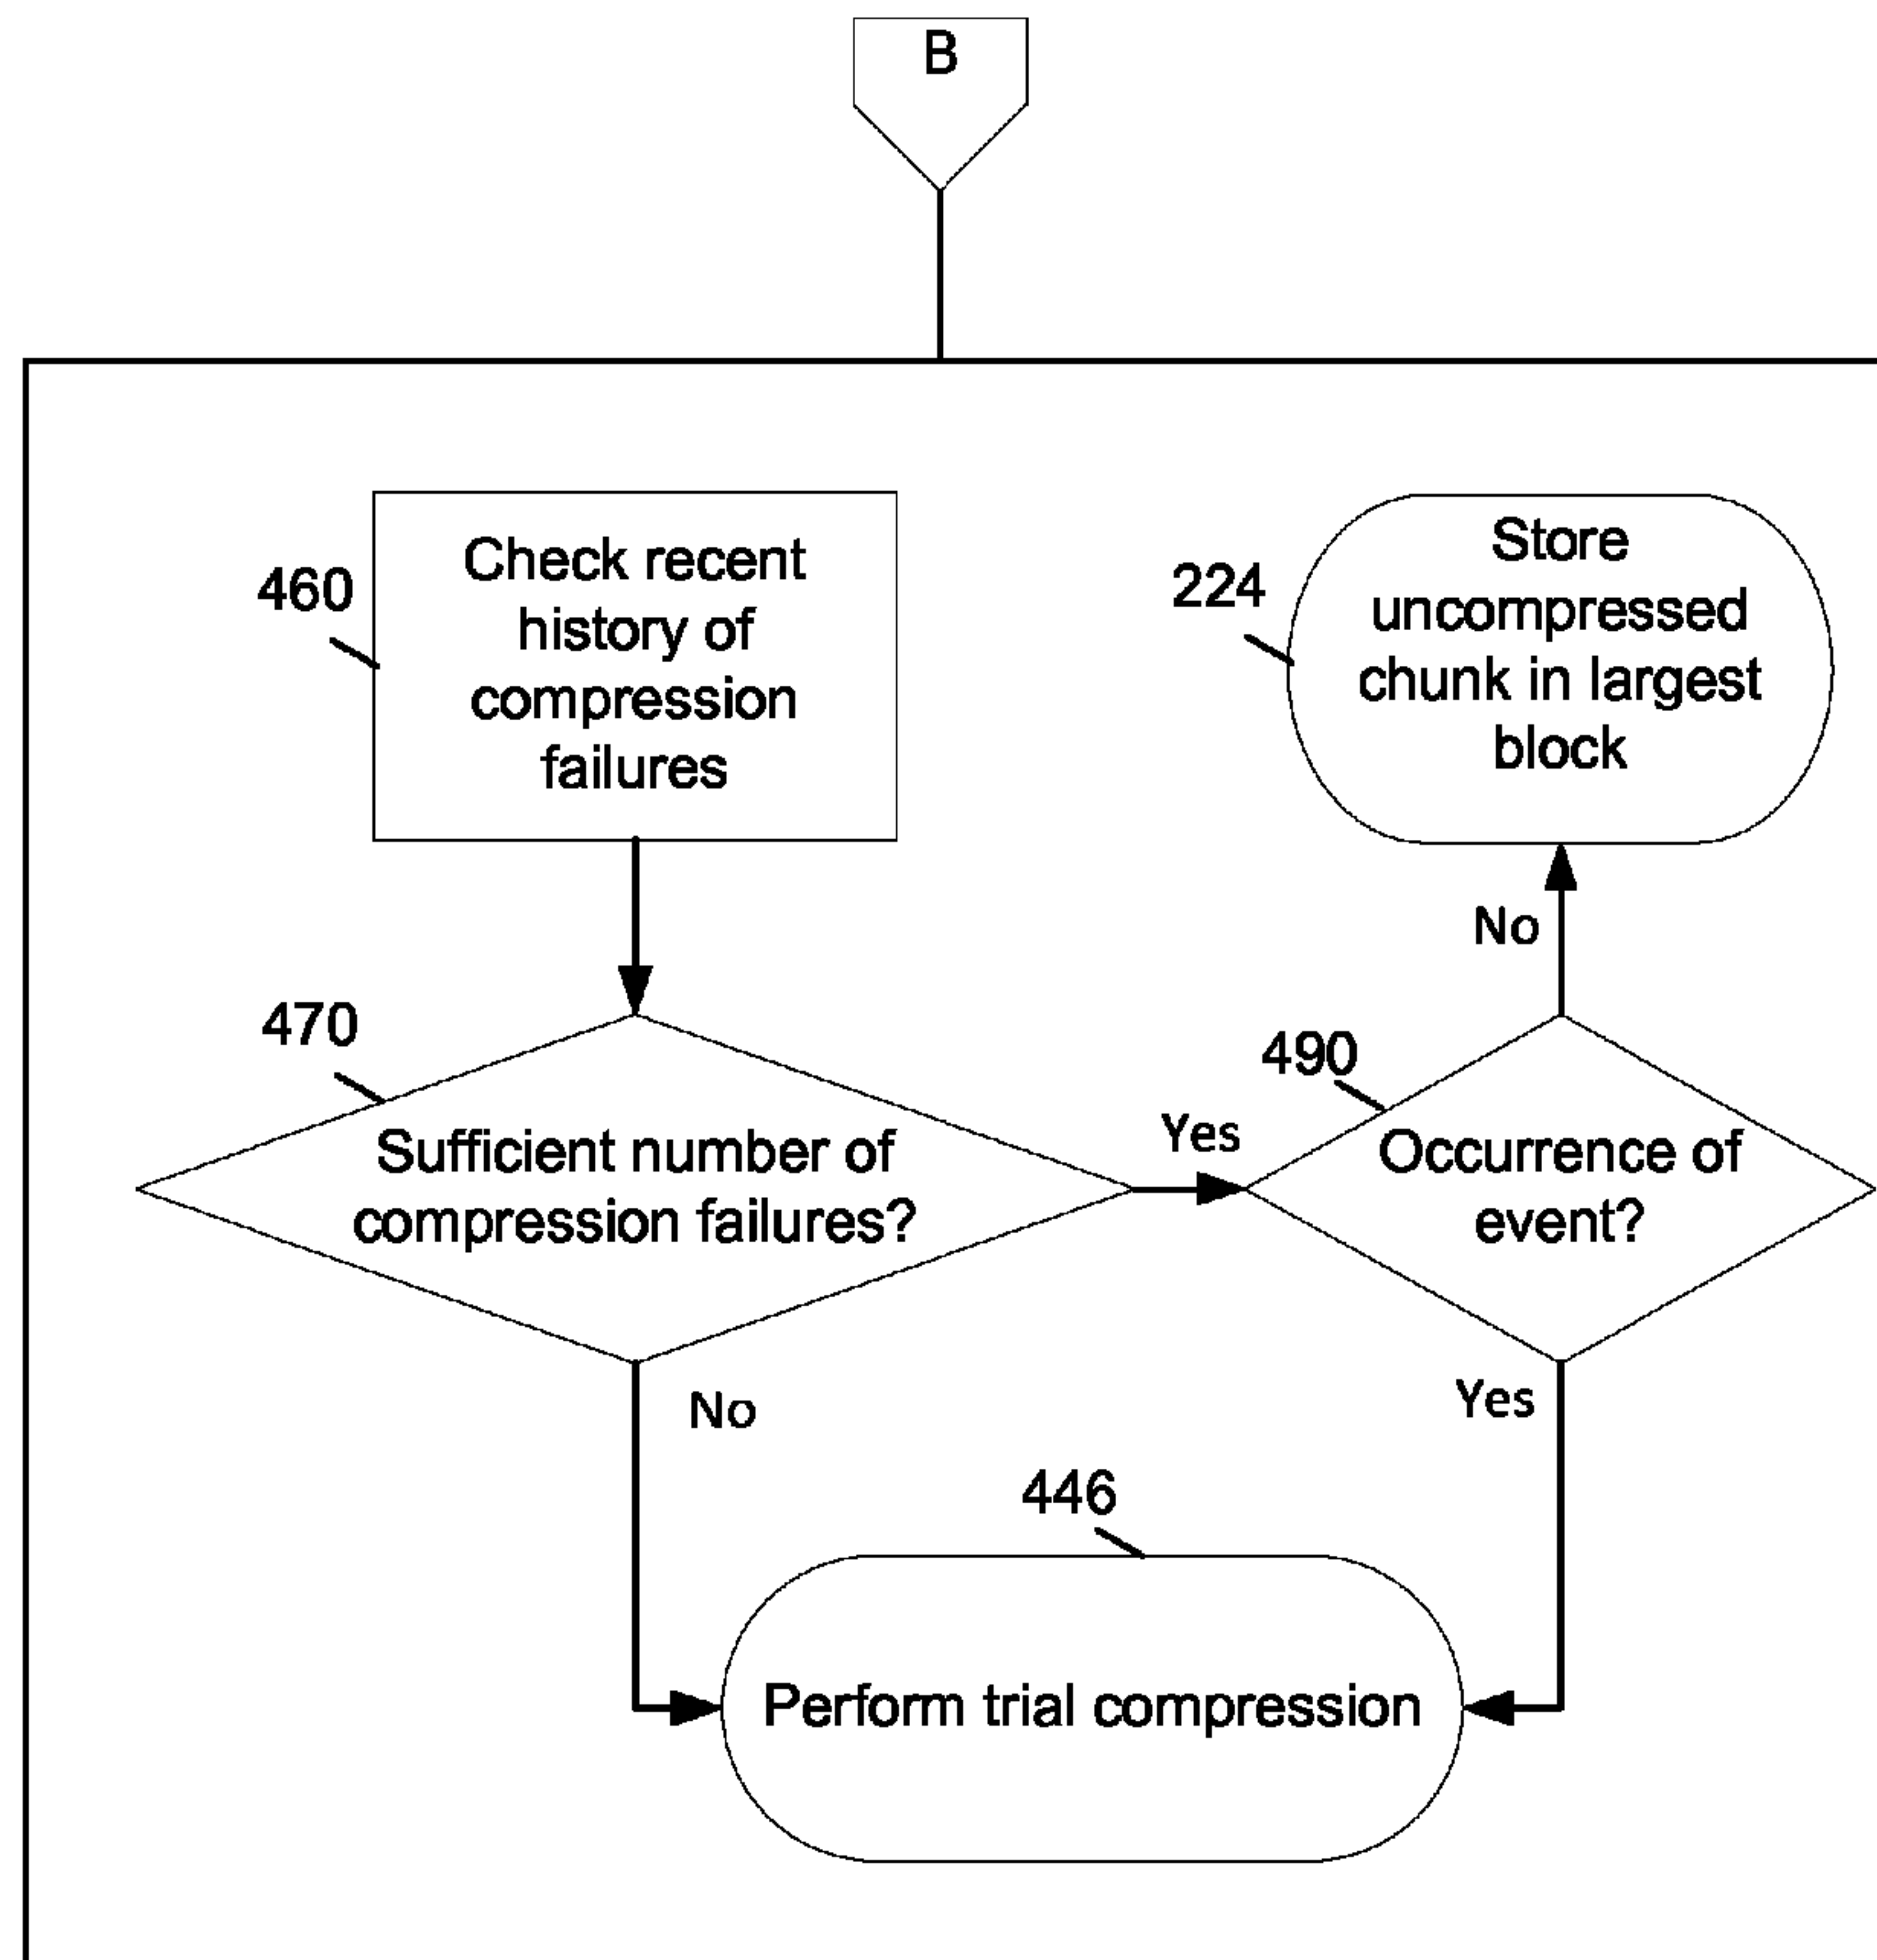 B
460
Check recent
history of
compression
failures
224
Store
uncompressed
chunk in largest
block
No
470
Sufficient number of
compression failures?
Yes
490
Occurrence of
event?
No
Yes
446
Perform trial compression